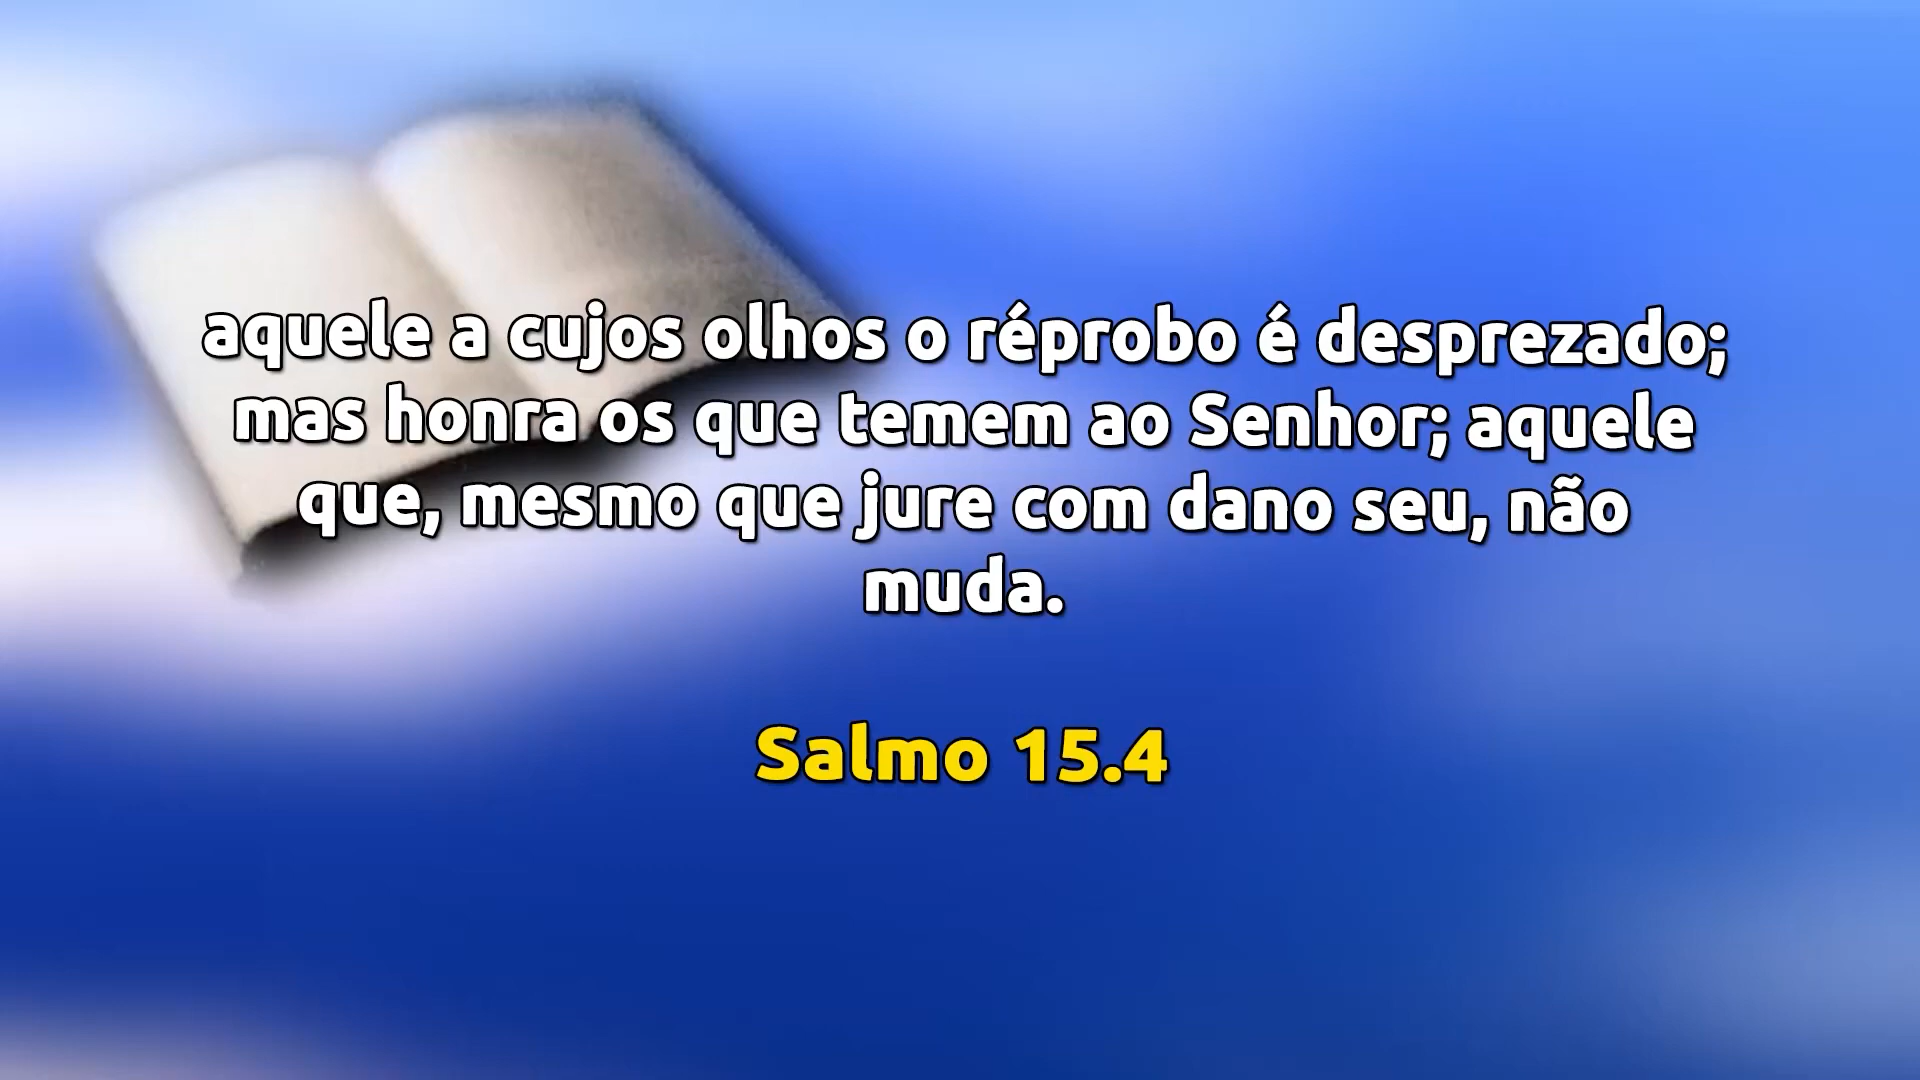 aquele a cujos olhos o réprobo é desprezado;
mas honra os que temem ao Senhor; aquele
que, mesmo que jure com dano seu, não
muda.
Salmo 15.4